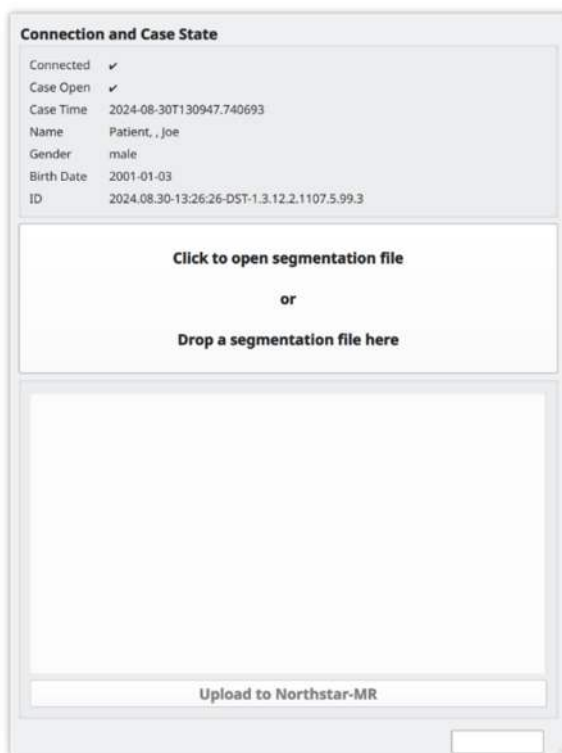 Connection and Case State
Connected ✔
Case Open ✔
Case Time 2024-08-30T130947.740693
Name Patient, , Joe
Gender male
Birth Date 2001-01-03
ID 2024.08.30-13:26:26-DST-1.3.12.2.1107.5.99.3
Click to open segmentation file
or
Drop a segmentation file here
Upload to Northstar-MR